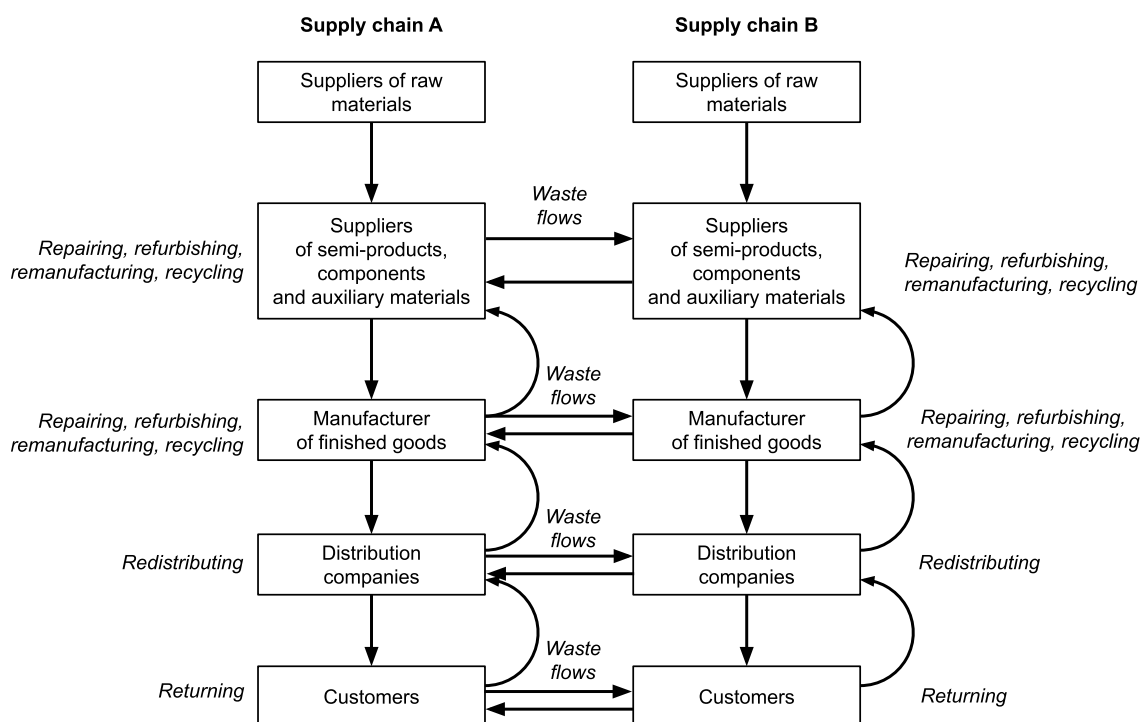 Supply chain A
Supply chain B
Suppliers of raw
materials
Suppliers of raw
materials
Waste
flows
Repairing, refurbishing,
remanufacturing, recycling
Suppliers
of semi-products,
components
and auxiliary materials
Suppliers
of semi-products,
components
and auxiliary materials
Repairing, refurbishing,
remanufacturing, recycling
Waste
flows
Repairing, refurbishing,
remanufacturing, recycling
Manufacturer
of finished goods
Manufacturer
of finished goods
Repairing, refurbishing,
remanufacturing, recycling
Waste
flows
Redistributing
Distribution
companies
Distribution
companies
Redistributing
Waste
flows
Returning
Customers
Customers
Returning